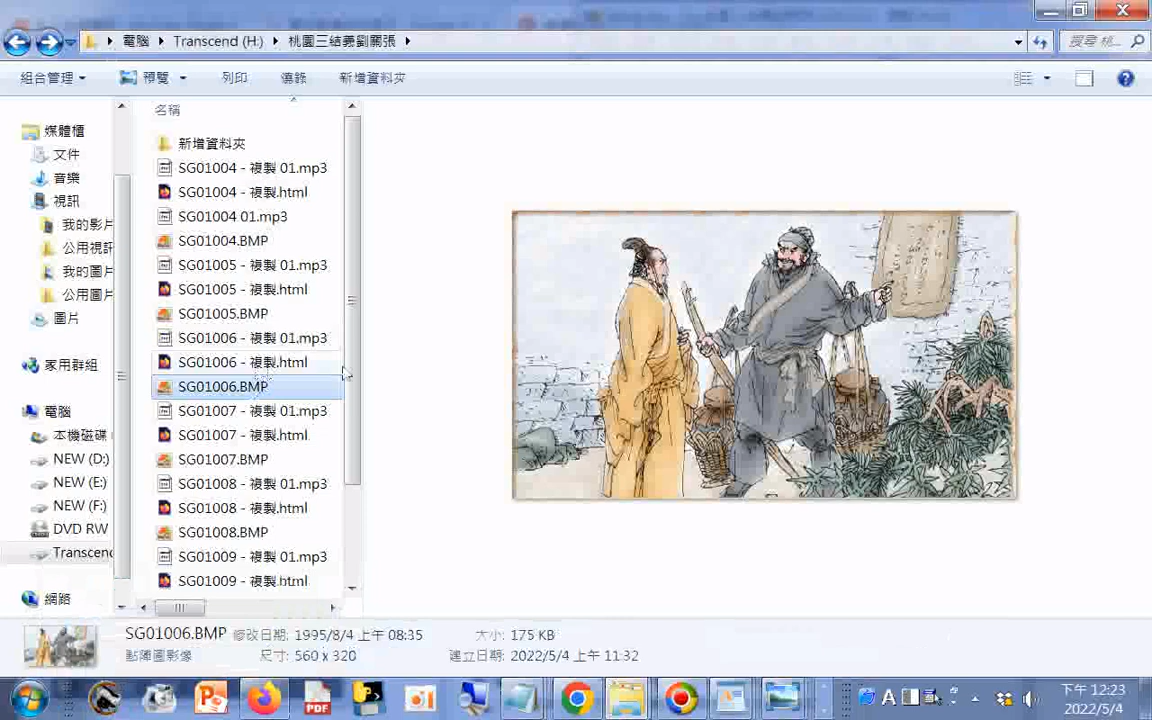 電腦 Transcend (H:) 桃園三結義劉關張
搜尋 桃...
組合管理 預覽 列印 燒錄 新增資料夾
名稱
媒體櫃
文件
音樂
視訊
我的影片
公用視訊
我的圖片
公用圖片
圖片
家用群組
電腦
本機磁碟
NEW (D:)
NEW (E:)
NEW (F:)
DVD RW
Transcend
網路
新增資料夾
SG01004 - 複製 01.mp3
SG01004 - 複製.html
SG01004 01.mp3
SG01004.BMP
SG01005 - 複製 01.mp3
SG01005 - 複製.html
SG01005.BMP
SG01006 - 複製 01.mp3
SG01006 - 複製.html
SG01006.BMP
SG01007 - 複製 01.mp3
SG01007 - 複製.html
SG01007.BMP
SG01008 - 複製 01.mp3
SG01008 - 複製.html
SG01008.BMP
SG01009 - 複製 01.mp3
SG01009 - 複製.html
SG01006.BMP 修改日期: 1995/8/4 上午 08:35 大小: 175 KB
點陣圖影像 尺寸: 560 x 320 建立日期: 2022/5/4 上午 11:32
PDF
A
下午 12:23
2022/5/4